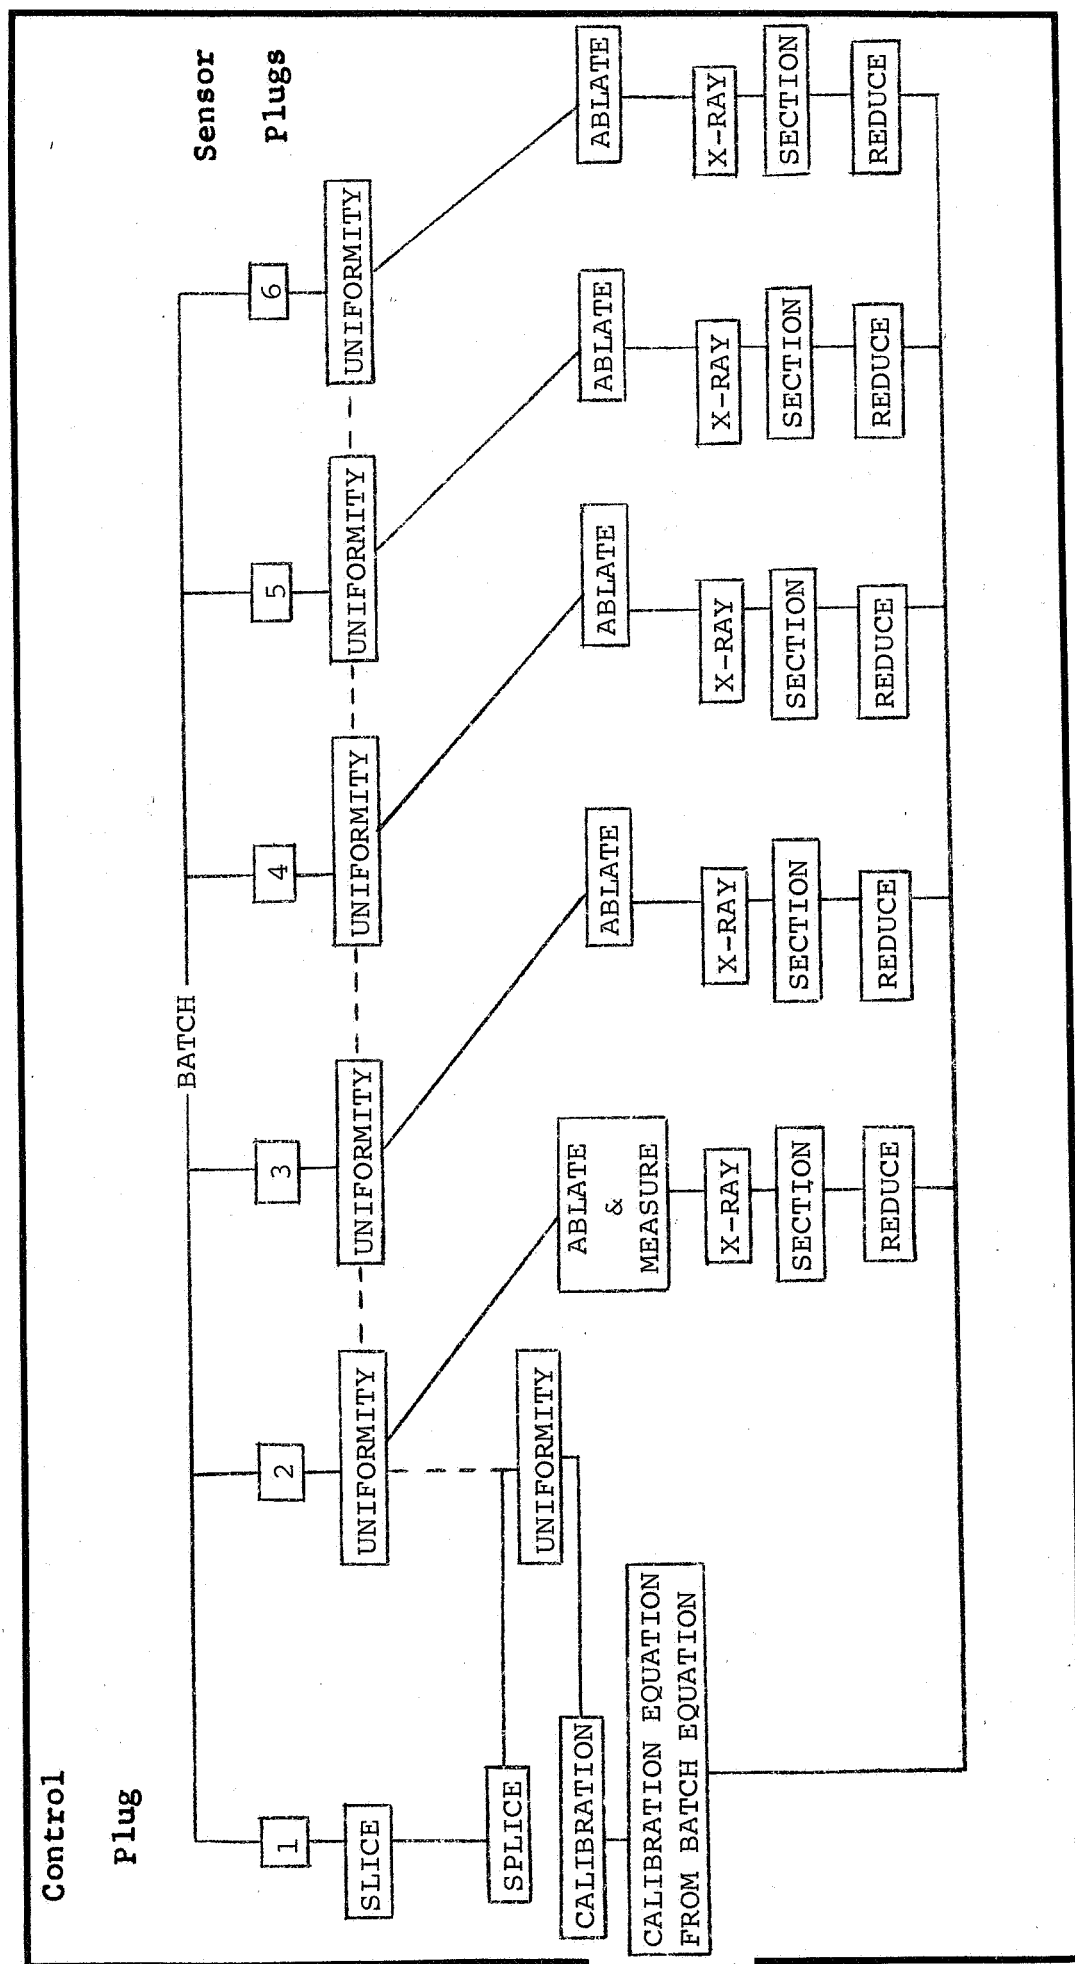 Control
Plug
Sensor
Plugs
BATCH
1
2
3
4
5
6
SLICE
UNIFORMITY
UNIFORMITY
UNIFORMITY
UNIFORMITY
UNIFORMITY
SPLICE
UNIFORMITY
CALIBRATION
CALIBRATION EQUATION
FROM BATCH EQUATION
ABLATE
&
MEASURE
ABLATE
ABLATE
ABLATE
ABLATE
X-RAY
X-RAY
X-RAY
X-RAY
X-RAY
SECTION
SECTION
SECTION
SECTION
SECTION
REDUCE
REDUCE
REDUCE
REDUCE
REDUCE